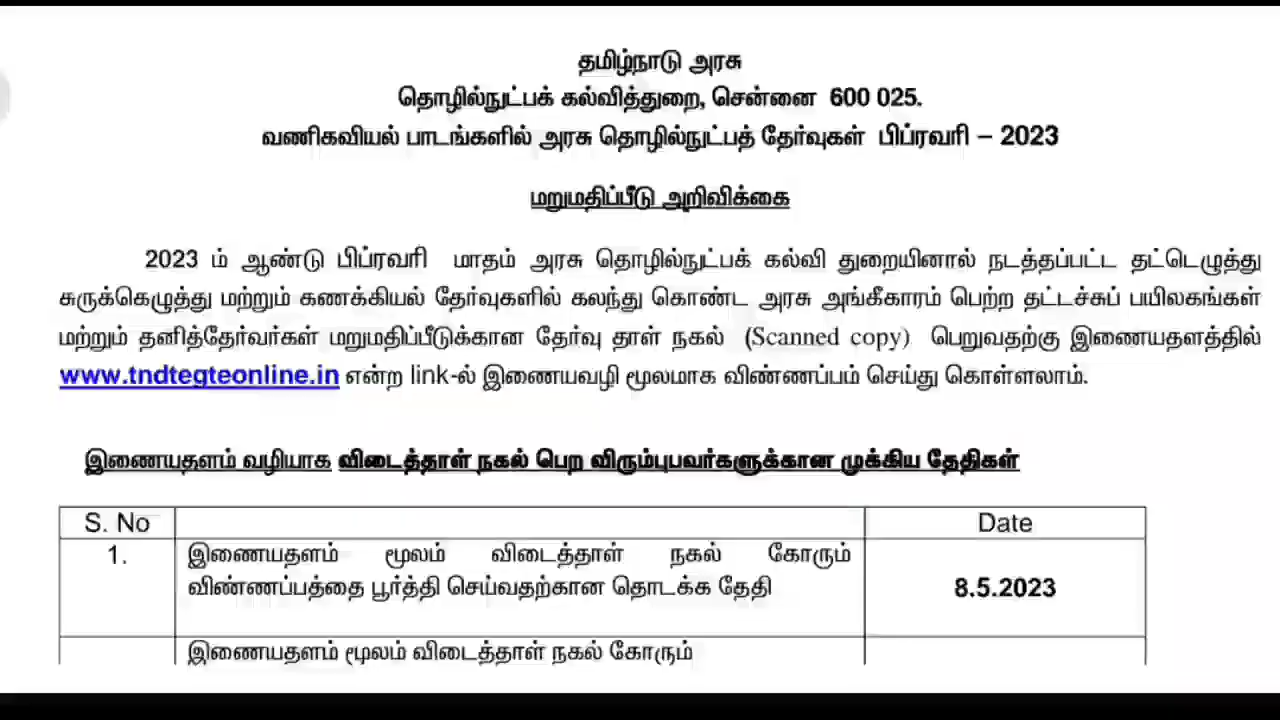 தமிழ்நாடு அரசு
தொழில்நுட்பக் கல்வித்துறை, சென்னை 600 025.
வணிகவியல் பாடங்களில் அரசு தொழில்நுட்பத் தேர்வுகள் பிப்ரவரி – 2023
மறுமதிப்பீடு அறிவிக்கை
2023 ம் ஆண்டு பிப்ரவரி மாதம் அரசு தொழில்நுட்பக் கல்வி துறையினால் நடத்தப்பட்ட தட்டெழுத்து
சுருக்கெழுத்து மற்றும் கணக்கியல் தேர்வுகளில் கலந்து கொண்ட அரசு அங்கீகாரம் பெற்ற தட்டச்சுப் பயிலகங்கள்
மற்றும் தனித்தேர்வர்கள் மறுமதிப்பீடுக்கான தேர்வு தாள் நகல் (Scanned copy) பெறுவதற்கு இணையதளத்தில்
www.tndtegteonline.in என்ற link-ல் இணையவழி மூலமாக விண்ணப்பம் செய்து கொள்ளலாம்.
இணையதளம் வழியாக விடைத்தாள் நகல் பெற விரும்புபவர்களுக்கான முக்கிய தேதிகள்
S. No Date
1. இணையதளம் மூலம் விடைத்தாள் நகல் கோரும்
விண்ணப்பத்தை பூர்த்தி செய்வதற்கான தொடக்க தேதி 8.5.2023
இணையதளம் மூலம் விடைத்தாள் நகல் கோரும்